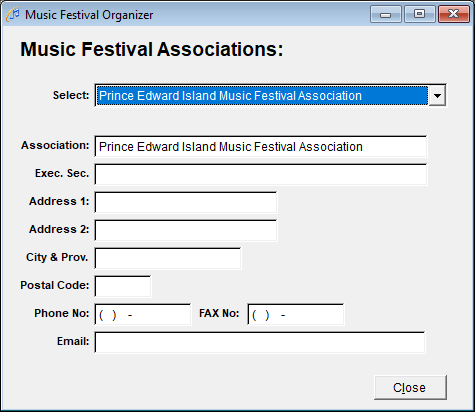 Music Festival Organizer
Music Festival Associations:
Select: Prince Edward Island Music Festival Association
Association: Prince Edward Island Music Festival Association
Exec. Sec.
Address 1:
Address 2:
City & Prov.
Postal Code:
Phone No: ( ) - FAX No: ( ) -
Email:
Close